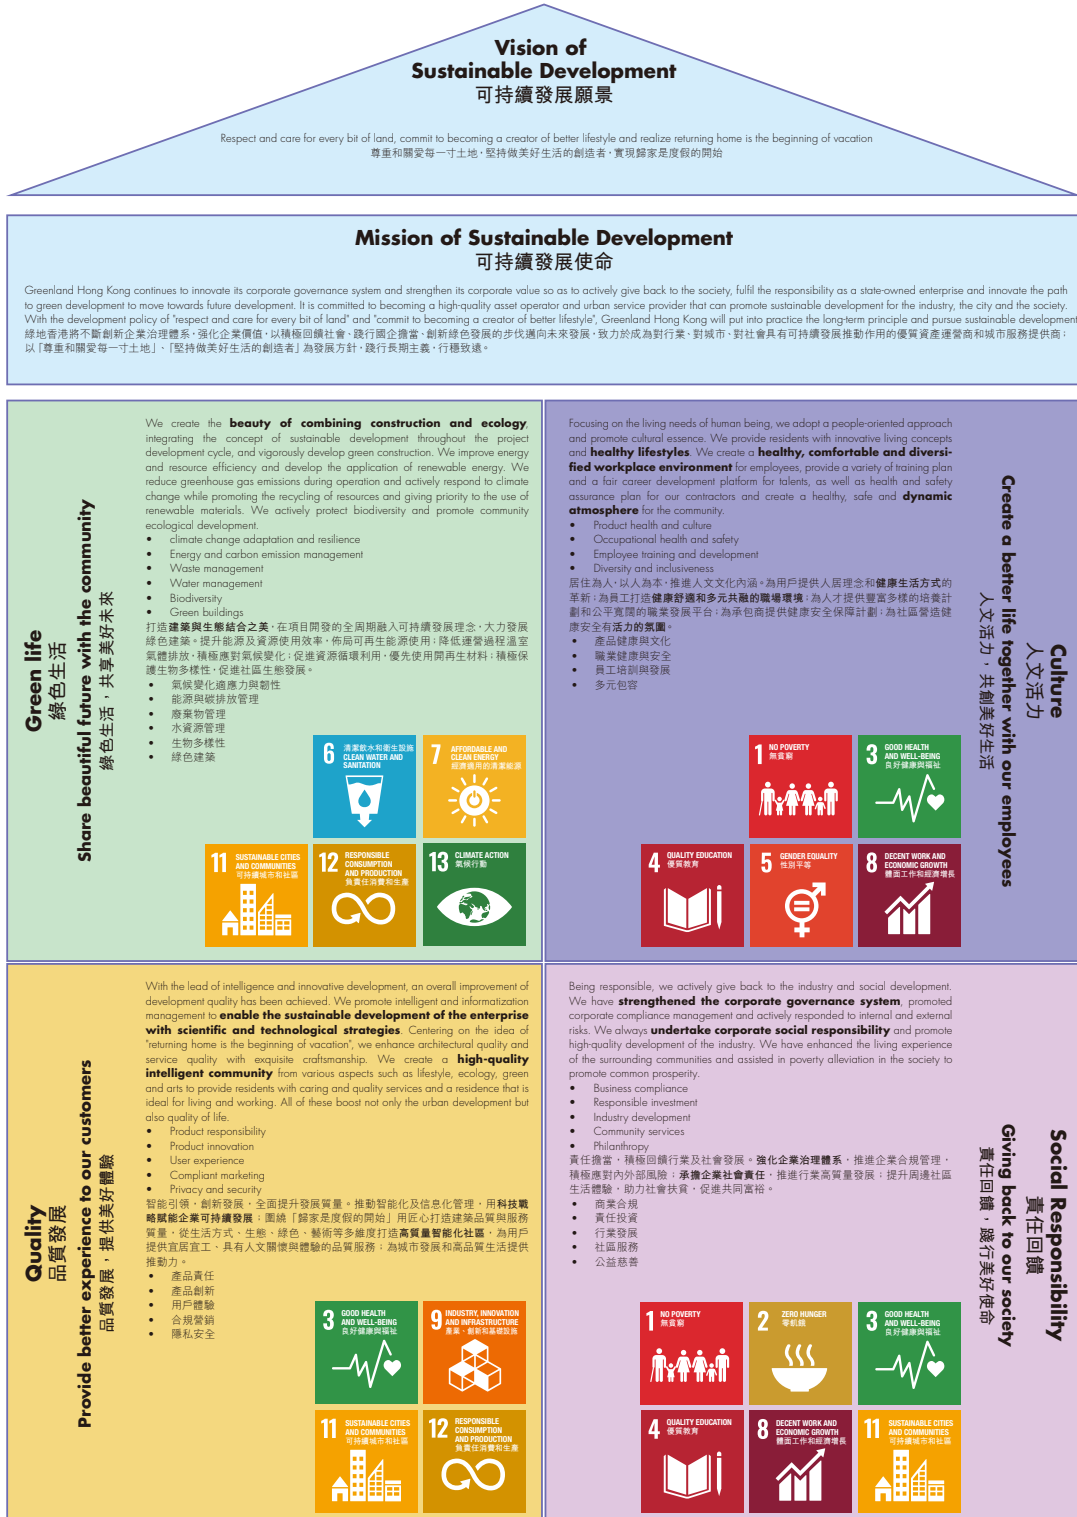 Vision of
Sustainable Development
可持續發展願景
Respect and care for every bit of land, commit to becoming a creator of better lifestyle and realize returning home is the beginning of vacation
尊重和關愛每一寸土地，堅持做美好生活的創造者，實現歸家是度假的開始
Mission of Sustainable Development
可持續發展使命
Greenland Hong Kong continues to innovate its corporate governance system and strengthen its corporate value so as to actively give back to the society, fulfil the responsibility as a state-owned enterprise and innovate the path
to green development to move towards future development. It is committed to becoming a high-quality asset operator and urban service provider that can promote sustainable development for the industry, the city and the society.
With the development policy of "respect and care for every bit of land" and "commit to becoming a creator of better lifestyle", Greenland Hong Kong will put into practice the long-term principle and pursue sustainable development
綠地香港將不斷創新企業治理體系，强化企業價值，以積極回饋社會、踐行國企擔當、創新綠色發展的步伐邁向未來發展，致力於成為對行業、對城市、對社會具有可持續發展推動作用的優質資產運營商和城市服務提供商；
以「尊重和關愛每一寸土地」、「堅持做美好生活的創造者」為發展方針，踐行長期主義，行穩致遠。
Green life
綠色生活
Share beautiful future with the community
綠色生活，共享美好未來
We create the beauty of combining construction and ecology,
integrating the concept of sustainable development throughout the project
development cycle, and vigorously develop green construction. We improve energy
and resource efficiency and develop the application of renewable energy. We
reduce greenhouse gas emissions during operation and actively respond to climate
change while promoting the recycling of resources and giving priority to the use of
renewable materials. We actively protect biodiversity and promote community
ecological development.
• climate change adaptation and resilience
• Energy and carbon emission management
• Waste management
• Water management
• Biodiversity
• Green buildings
打造建築與生態結合之美，在項目開發的全周期融入可持續發展理念，大力發展
綠色建築。提升能源及資源使用效率，佈局可再生能源使用；降低運營過程溫室
氣體排放，積極應對氣候變化；促進資源循環利用，優先使用開再生材料；積極保
護生物多樣性，促進社區生態發展。
• 氣候變化適應力與韌性
• 能源與碳排放管理
• 廢棄物管理
• 水資源管理
• 生物多樣性
• 綠色建築
6 清潔飲水和衛生設施
CLEAN WATER AND
SANITATION
7 AFFORDABLE AND
CLEAN ENERGY
經濟適用的清潔能源
11 SUSTAINABLE CITIES
AND COMMUNITIES
可持續城市和社區
12 RESPONSIBLE
CONSUMPTION
AND PRODUCTION
負責任消費和生產
13 CLIMATE ACTION
氣候行動
Focusing on the living needs of human being, we adopt a people-oriented approach
and promote cultural essence. We provide residents with innovative living concepts
and healthy lifestyles. We create a healthy, comfortable and diversi-
fied workplace environment for employees, provide a variety of training plan
and a fair career development platform for talents, as well as health and safety
assurance plan for our contractors and create a healthy, safe and dynamic
atmosphere for the community.
• Product health and culture
• Occupational health and safety
• Employee training and development
• Diversity and inclusiveness
居住為人，以人為本，推進人文文化內涵。為用戶提供人居理念和健康生活方式的
革新；為員工打造健康舒適和多元共融的職場環境；為人才提供豐富多樣的培養計
劃和公平寬闊的職業發展平台；為承包商提供健康安全保障計劃；為社區營造健
康安全有活力的氛圍。
• 產品健康與文化
• 職業健康與安全
• 員工培訓與發展
• 多元包容
1 NO POVERTY
無貧窮
3 GOOD HEALTH
AND WELL-BEING
良好健康與福祉
4 QUALITY EDUCATION
優質教育
5 GENDER EQUALITY
性別平等
8 DECENT WORK AND
ECONOMIC GROWTH
體面工作和經濟增長
Culture
人文活力
Create a better life together with our employees
人文活力，共創美好生活
Quality
品質發展
Provide better experience to our customers
品質發展，提供美好體驗
With the lead of intelligence and innovative development, an overall improvement of
development quality has been achieved. We promote intelligent and informatization
management to enable the sustainable development of the enterprise
with scientific and technological strategies. Centering on the idea of
"returning home is the beginning of vacation", we enhance architectural quality and
service quality with exquisite craftsmanship. We create a high-quality
intelligent community from various aspects such as lifestyle, ecology, green
and arts to provide residents with caring and quality services and a residence that is
ideal for living and working. All of these boost not only the urban development but
also quality of life.
• Product responsibility
• Product innovation
• User experience
• Compliant marketing
• Privacy and security
智能引領，創新發展，全面提升發展質量。推動智能化及信息化管理，用科技戰
略賦能企業可持續發展；圍繞「歸家是度假的開始」用匠心打造建築品質與服務
質量，從生活方式、生態、綠色、藝術等多維度打造高質量智能化社區，為用戶
提供宜居宜工、具有人文關懷與體驗的品質服務；為城市發展和高品質生活提供
推動力。
• 產品責任
• 產品創新
• 用戶體驗
• 合規營銷
• 隱私安全
3 GOOD HEALTH
AND WELL-BEING
良好健康與福祉
9 INDUSTRY, INNOVATION
AND INFRASTRUCTURE
產業、創新和基礎設施
11 SUSTAINABLE CITIES
AND COMMUNITIES
可持續城市和社區
12 RESPONSIBLE
CONSUMPTION
AND PRODUCTION
負責任消費和生產
Being responsible, we actively give back to the industry and social development.
We have strengthened the corporate governance system, promoted
corporate compliance management and actively responded to internal and external
risks. We always undertake corporate social responsibility and promote
high-quality development of the industry. We have enhanced the living experience
of the surrounding communities and assisted in poverty alleviation in the society to
promote common prosperity.
• Business compliance
• Responsible investment
• Industry development
• Community services
• Philanthropy
責任擔當，積極回饋行業及社會發展。強化企業治理體系，推進企業合規管理，
積極應對內外部風險；承擔企業社會責任，推進行業高質量發展；提升周邊社區
生活體驗，助力社會扶貧，促進共同富裕。
• 商業合規
• 責任投資
• 行業發展
• 社區服務
• 公益慈善
1 NO POVERTY
無貧窮
2 ZERO HUNGER
零飢餓
3 GOOD HEALTH
AND WELL-BEING
良好健康與福祉
4 QUALITY EDUCATION
優質教育
8 DECENT WORK AND
ECONOMIC GROWTH
體面工作和經濟增長
11 SUSTAINABLE CITIES
AND COMMUNITIES
可持續城市和社區
Social Responsibility
責任回饋
Giving back to our society
責任回饋，踐行美好使命